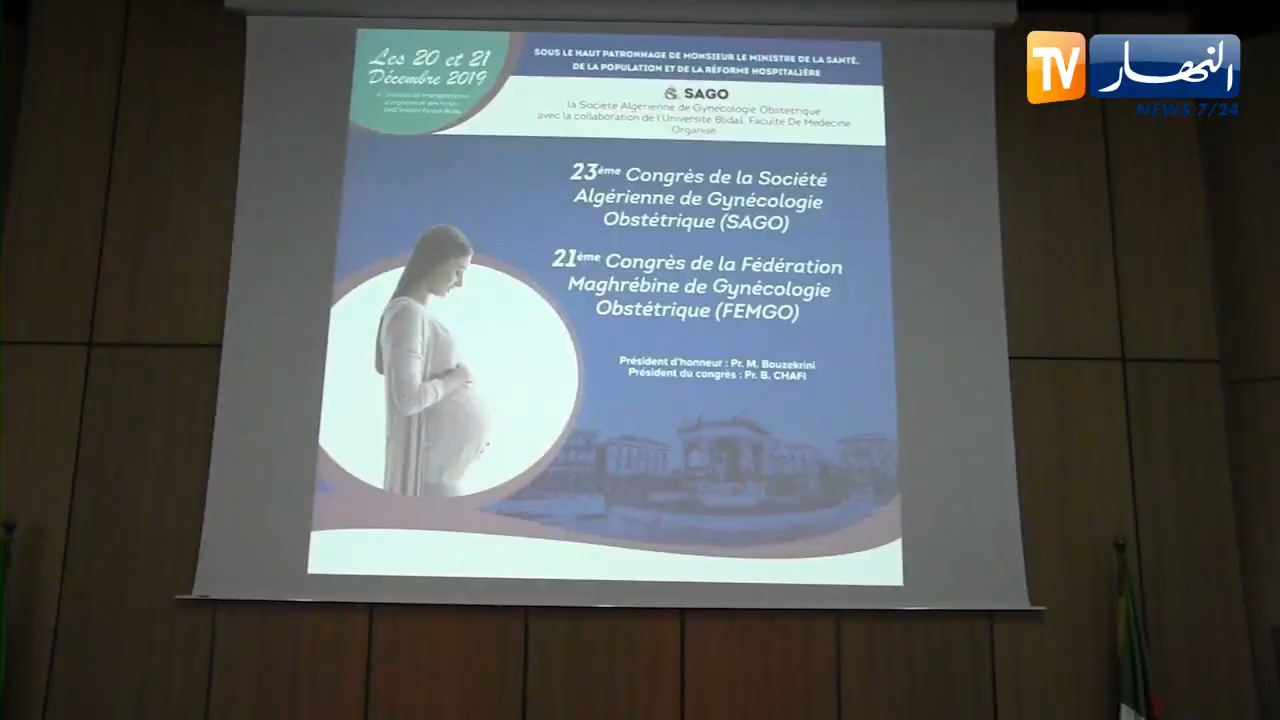 Les 20 et 21
Décembre 2019
SOUS LE HAUT PATRONNAGE DE MONSIEUR LE MINISTRE DE LA SANTÉ,
DE LA POPULATION ET DE LA RÉFORME HOSPITALIÈRE
SAGO
la Société Algérienne de Gynécologie Obstétrique
avec la collaboration de l'Université Blida1, Faculté De Médecine
Organise
23ème Congrès de la Société
Algérienne de Gynécologie
Obstétrique (SAGO)
21ème Congrès de la Fédération
Maghrébine de Gynécologie
Obstétrique (FEMGO)
Président d'honneur : Pr. M. Bouzekrini
Président du congrès : Pr. B. CHAFI
TV النهار
NEWS 7/24